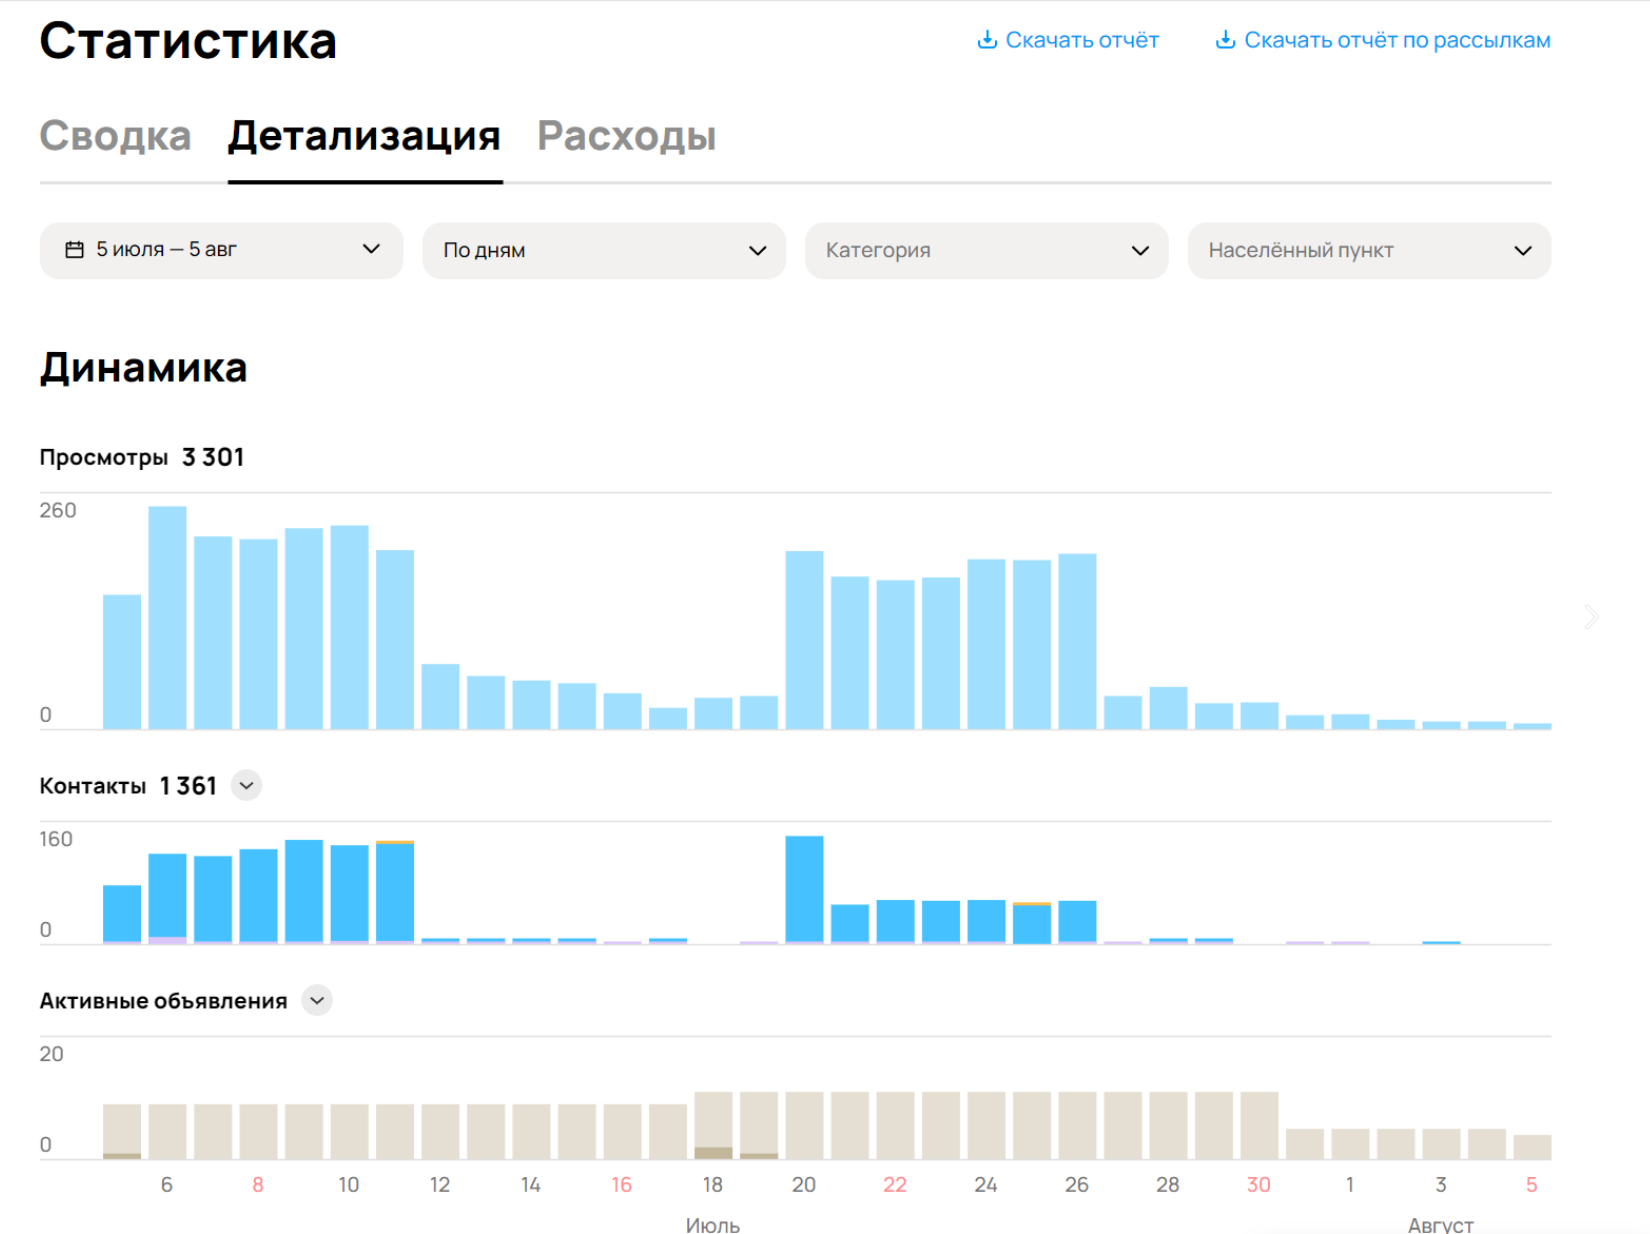 Статистика
Скачать отчёт
Скачать отчёт по рассылкам
Сводка
Детализация
Расходы
5 июля — 5 авг
По дням
Категория
Населённый пункт
Динамика
Просмотры 3 301
260
0
Контакты 1 361
160
0
Активные объявления
20
0
6 8 10 12 14 16 18 20 22 24 26 28 30 1 3 5
Июль Август